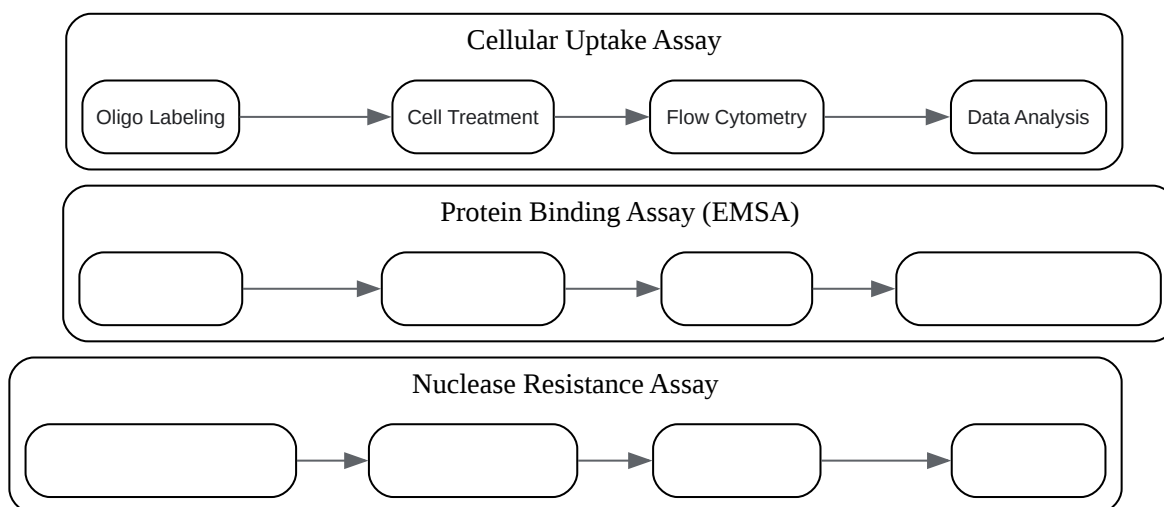 Cellular Uptake Assay
Oligo Labeling
Cell Treatment
Flow Cytometry
Data Analysis
Protein Binding Assay (EMSA)
Nuclease Resistance Assay